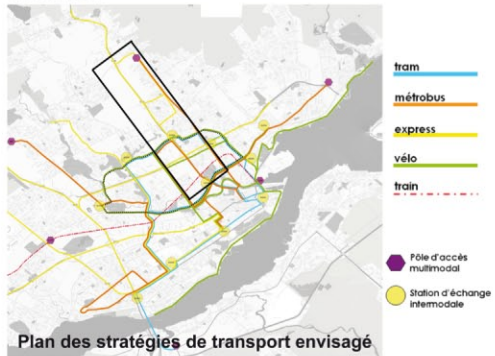 tram
métrobus
express
vélo
train
Pôle d'accès
multimodal
Station d'échange
intermodale
Plan des stratégies de transport envisagé